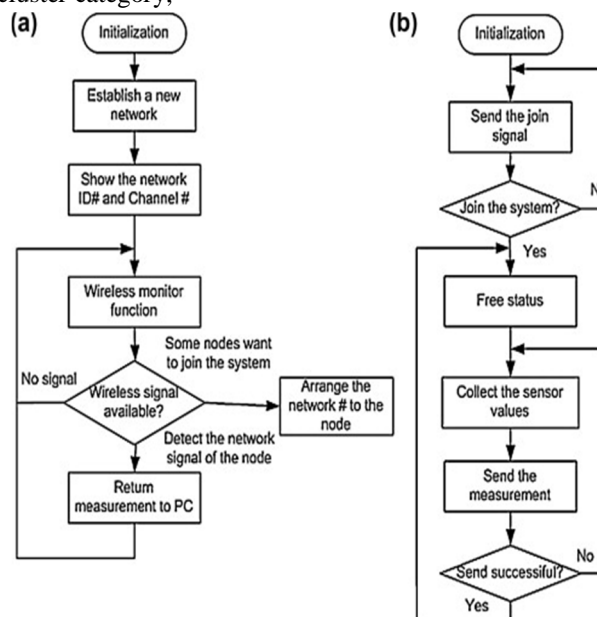 cluster category,
(a)
Initialization
Establish a new
network
Show the network
ID# and Channel #
Wireless monitor
function
Some nodes want
to join the system
No signal
Wireless signal
available?
Arrange the
network # to the
node
Detect the network
signal of the node
Return
measurement to PC
(b)
Initialization
Send the join
signal
Join the system?
N
Yes
Free status
Collect the sensor
values
Send the
measurement
Send successful?
No
Yes